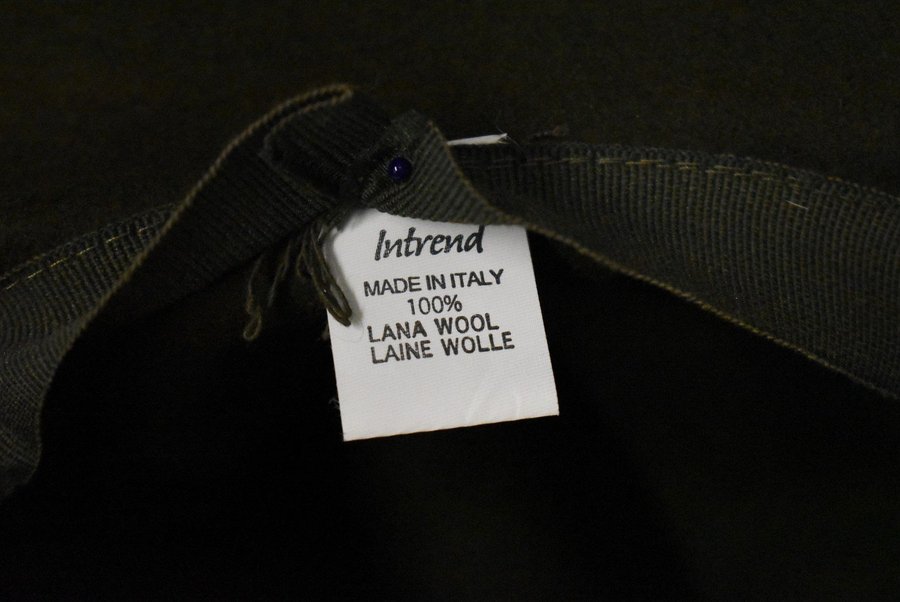 Intrend
MADE IN ITALY
100%
LANA WOOL
LAINE WOLLE